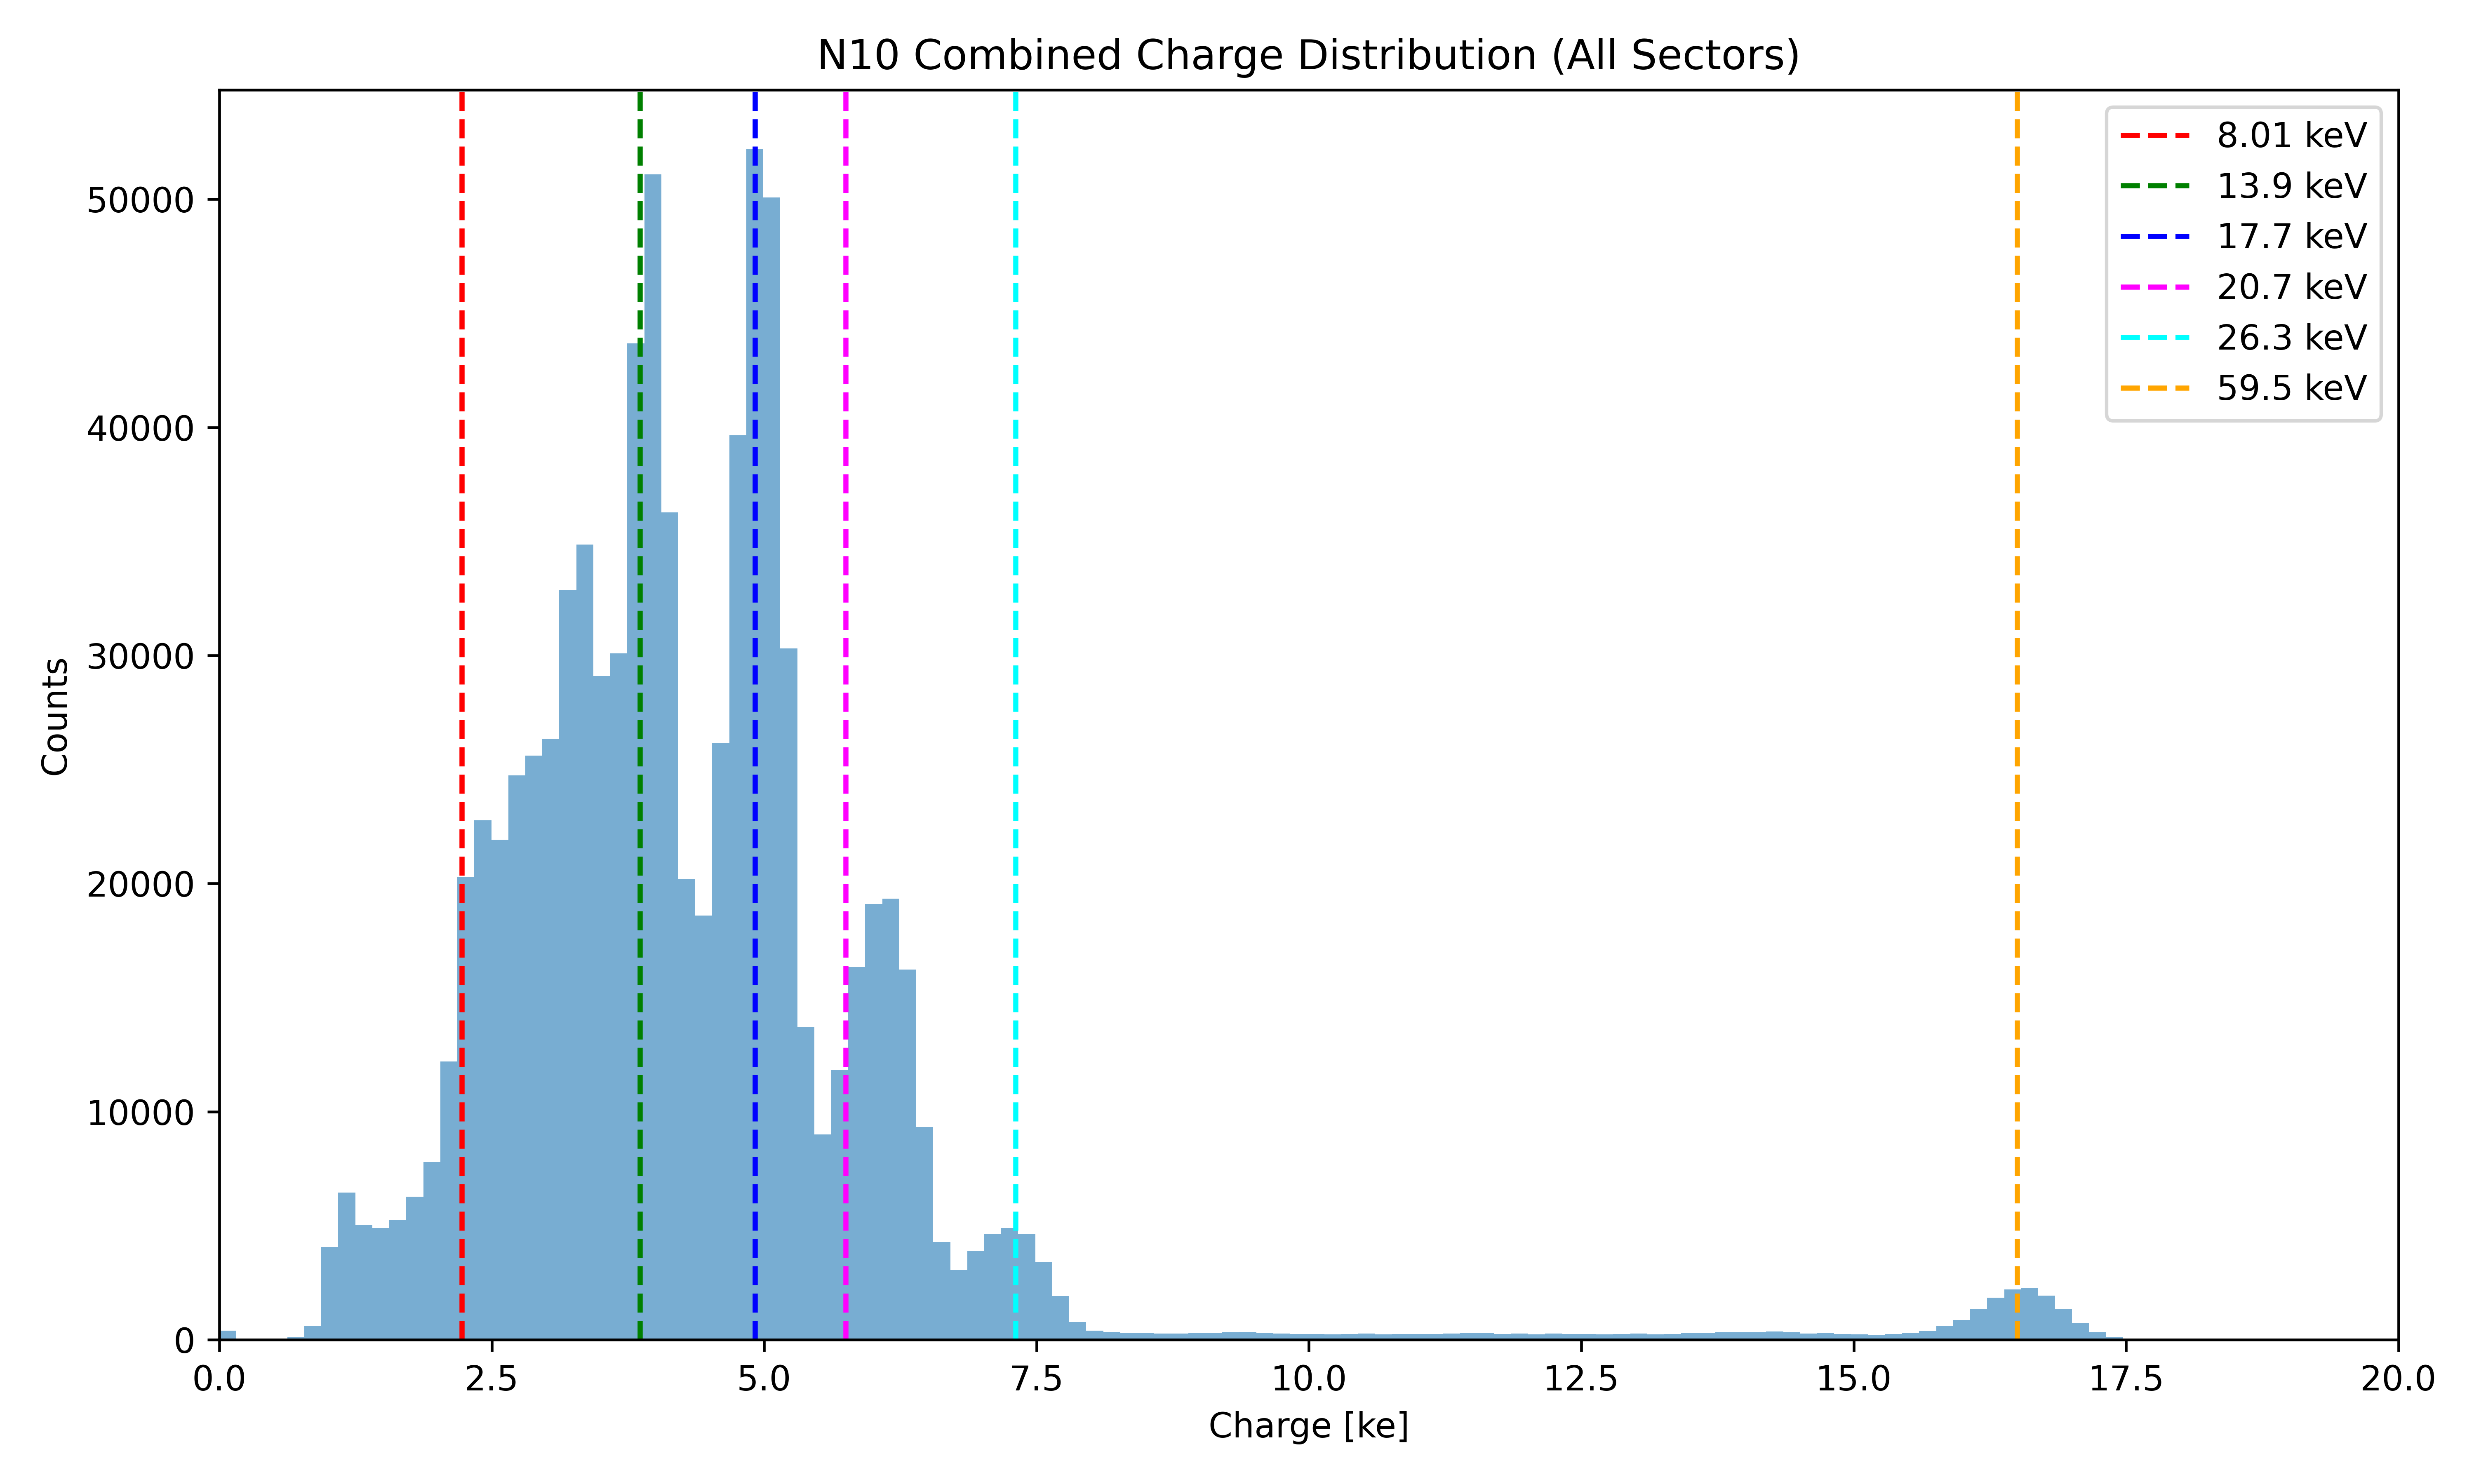 N10 Combined Charge Distribution (All Sectors)
8.01 keV
13.9 keV
17.7 keV
20.7 keV
26.3 keV
59.5 keV
50000
40000
30000
20000
10000
0
Counts
0.0 2.5 5.0 7.5 10.0 12.5 15.0 17.5 20.0
Charge [ke]